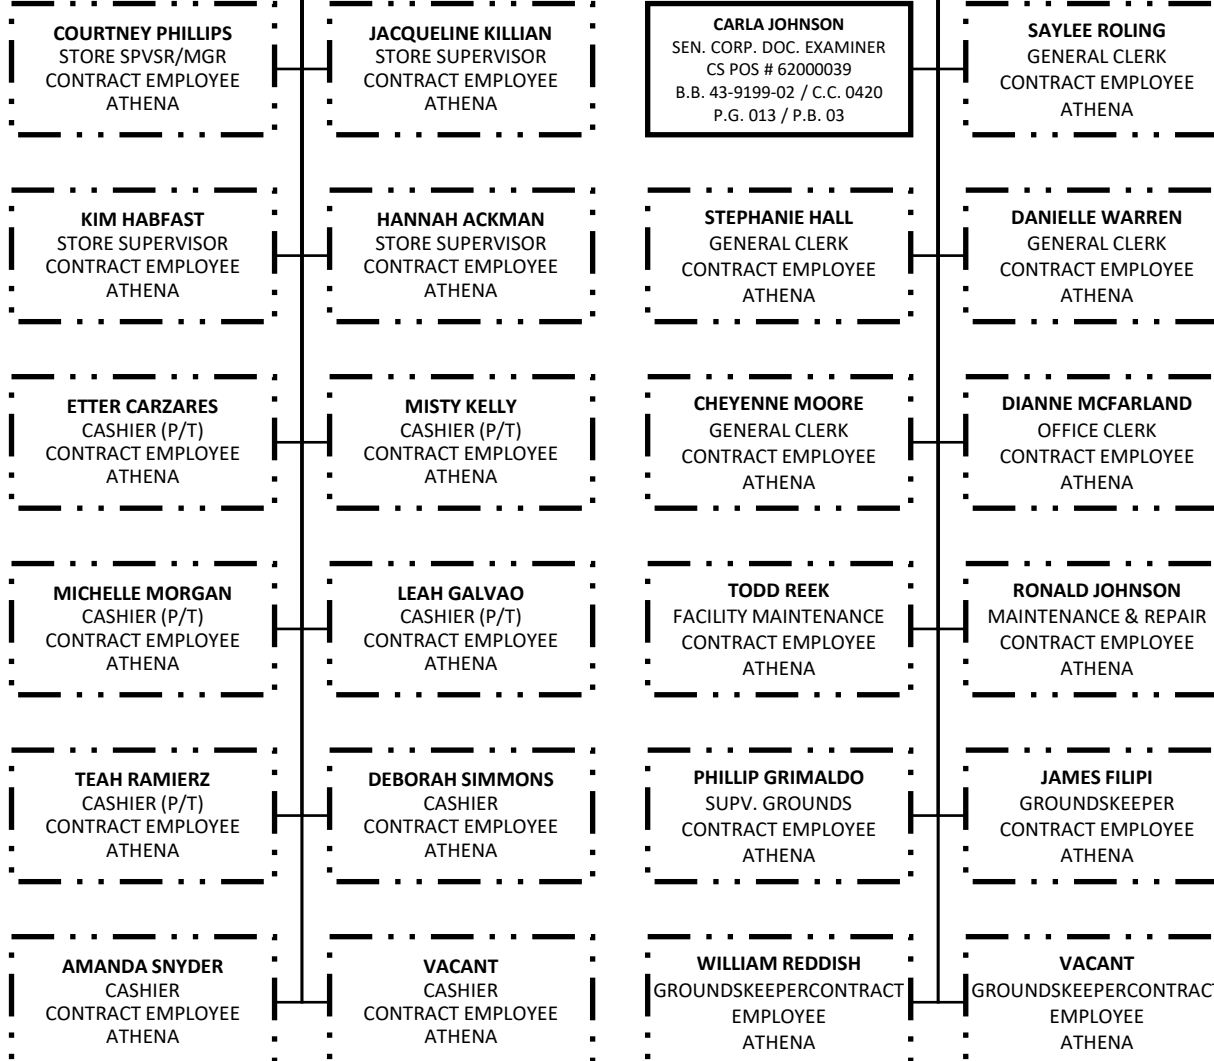 COURTNEY PHILLIPS
STORE SPVSR/MGR
CONTRACT EMPLOYEE
ATHENA
JACQUELINE KILLIAN
STORE SUPERVISOR
CONTRACT EMPLOYEE
ATHENA
CARLA JOHNSON
SEN. CORP. DOC. EXAMINER
CS POS # 62000039
B.B. 43-9199-02 / C.C. 0420
P.G. 013 / P.B. 03
SAYLEE ROLING
GENERAL CLERK
CONTRACT EMPLOYEE
ATHENA
KIM HABFAST
STORE SUPERVISOR
CONTRACT EMPLOYEE
ATHENA
HANNAH ACKMAN
STORE SUPERVISOR
CONTRACT EMPLOYEE
ATHENA
STEPHANIE HALL
GENERAL CLERK
CONTRACT EMPLOYEE
ATHENA
DANIELLE WARREN
GENERAL CLERK
CONTRACT EMPLOYEE
ATHENA
ETTER CARZARES
CASHIER (P/T)
CONTRACT EMPLOYEE
ATHENA
MISTY KELLY
CASHIER (P/T)
CONTRACT EMPLOYEE
ATHENA
CHEYENNE MOORE
GENERAL CLERK
CONTRACT EMPLOYEE
ATHENA
DIANNE MCFARLAND
OFFICE CLERK
CONTRACT EMPLOYEE
ATHENA
MICHELLE MORGAN
CASHIER (P/T)
CONTRACT EMPLOYEE
ATHENA
LEAH GALVAO
CASHIER (P/T)
CONTRACT EMPLOYEE
ATHENA
TODD REEK
FACILITY MAINTENANCE
CONTRACT EMPLOYEE
ATHENA
RONALD JOHNSON
MAINTENANCE & REPAIR
CONTRACT EMPLOYEE
ATHENA
TEAH RAMIERZ
CASHIER (P/T)
CONTRACT EMPLOYEE
ATHENA
DEBORAH SIMMONS
CASHIER
CONTRACT EMPLOYEE
ATHENA
PHILLIP GRIMALDO
SUPV. GROUNDS
CONTRACT EMPLOYEE
ATHENA
JAMES FILIPI
GROUNDSKEEPER
CONTRACT EMPLOYEE
ATHENA
AMANDA SNYDER
CASHIER
CONTRACT EMPLOYEE
ATHENA
VACANT
CASHIER
CONTRACT EMPLOYEE
ATHENA
WILLIAM REDDISH
GROUNDSKEEPERCONTRACT
EMPLOYEE
ATHENA
VACANT
GROUNDSKEEPERCONTRACT
EMPLOYEE
ATHENA